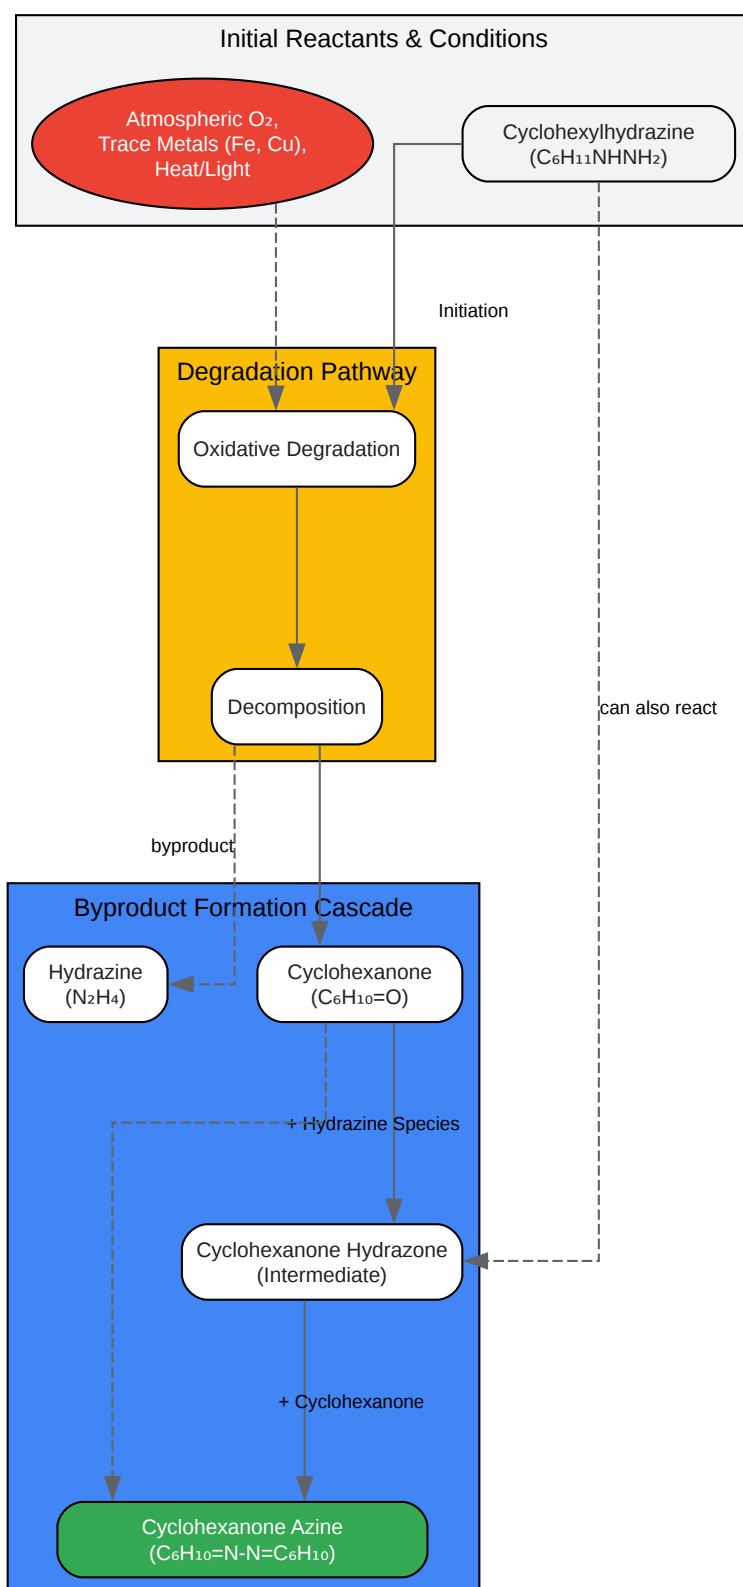 Initial Reactants & Conditions
Atmospheric O₂,
Trace Metals (Fe, Cu),
Heat/Light
Cyclohexylhydrazine
(C₆H₁₁NHNH₂)
Initiation
Degradation Pathway
Oxidative Degradation
Decomposition
can also react
byproduct
Byproduct Formation Cascade
Hydrazine
(N₂H₄)
Cyclohexanone
(C₆H₁₀=O)
+ Hydrazine Species
Cyclohexanone Hydrazone
(Intermediate)
+ Cyclohexanone
Cyclohexanone Azine
(C₆H₁₀=N-N=C₆H₁₀)